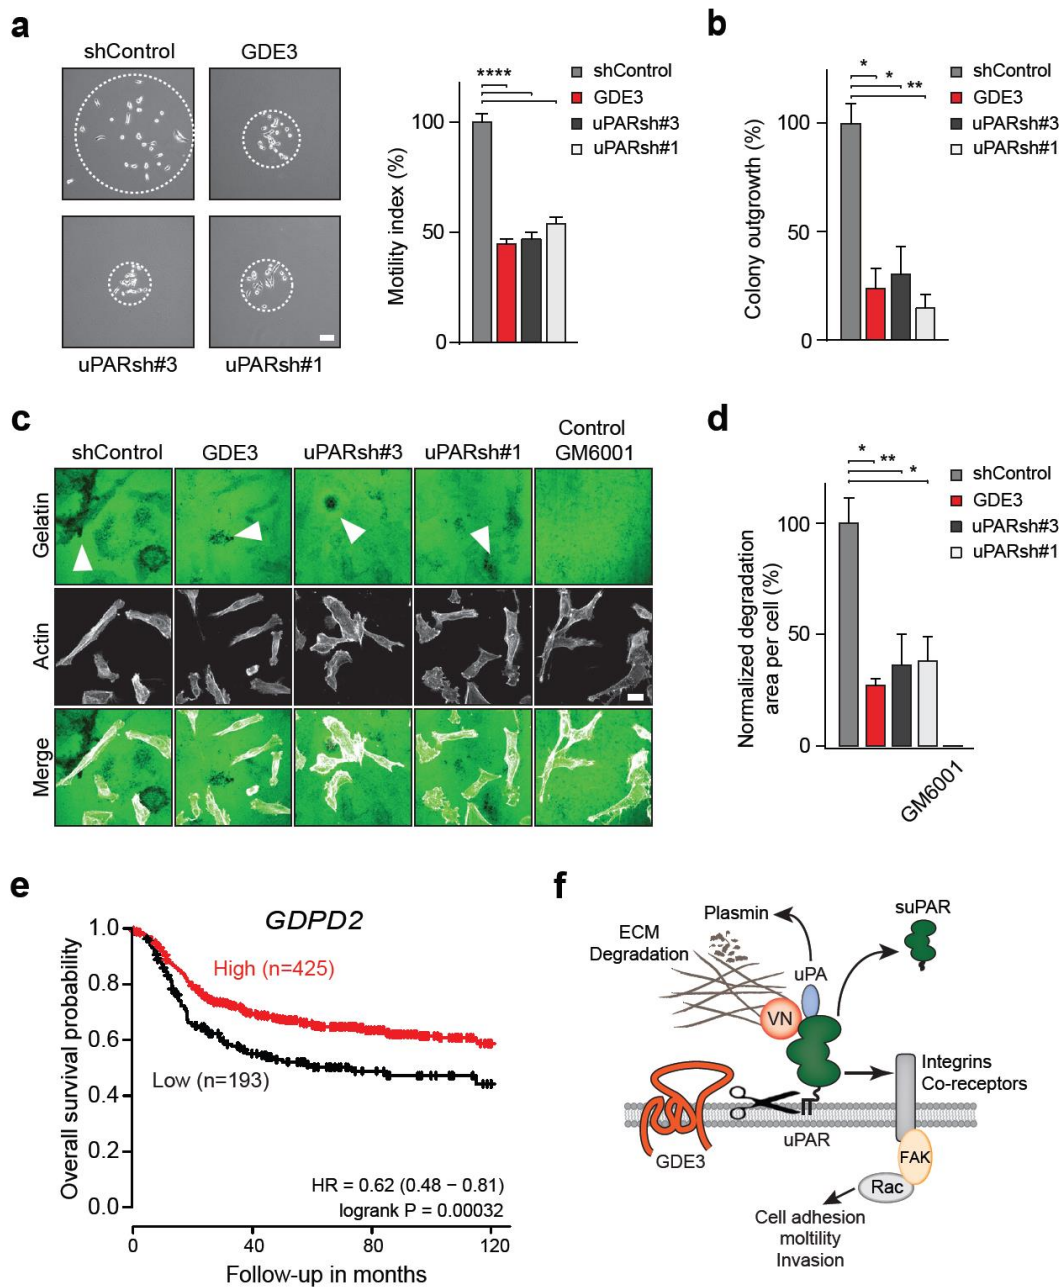 a
shControl
GDE3
uPARsh#3
uPARsh#1
Motility index (%)
100
50
0
****
shControl
GDE3
uPARsh#3
uPARsh#1
b
Colony outgrowth (%)
100
50
0
*
*
**
shControl
GDE3
uPARsh#3
uPARsh#1
c
shControl
GDE3
uPARsh#3
uPARsh#1
Control
GM6001
Gelatin
Actin
Merge
d
Normalized degradation
area per cell (%)
100
50
0
*
**
*
shControl
GDE3
uPARsh#3
uPARsh#1
GM6001
e
GDPD2
Overall survival probability
1.0
0.8
0.6
0.4
0.2
0.0
High (n=425)
Low (n=193)
HR = 0.62 (0.48 − 0.81)
logrank P = 0.00032
0
40
80
120
Follow-up in months
f
Plasmin
suPAR
ECM
Degradation
uPA
VN
Integrins
Co-receptors
uPAR
GDE3
FAK
Rac
Cell adhesion
moltility
Invasion